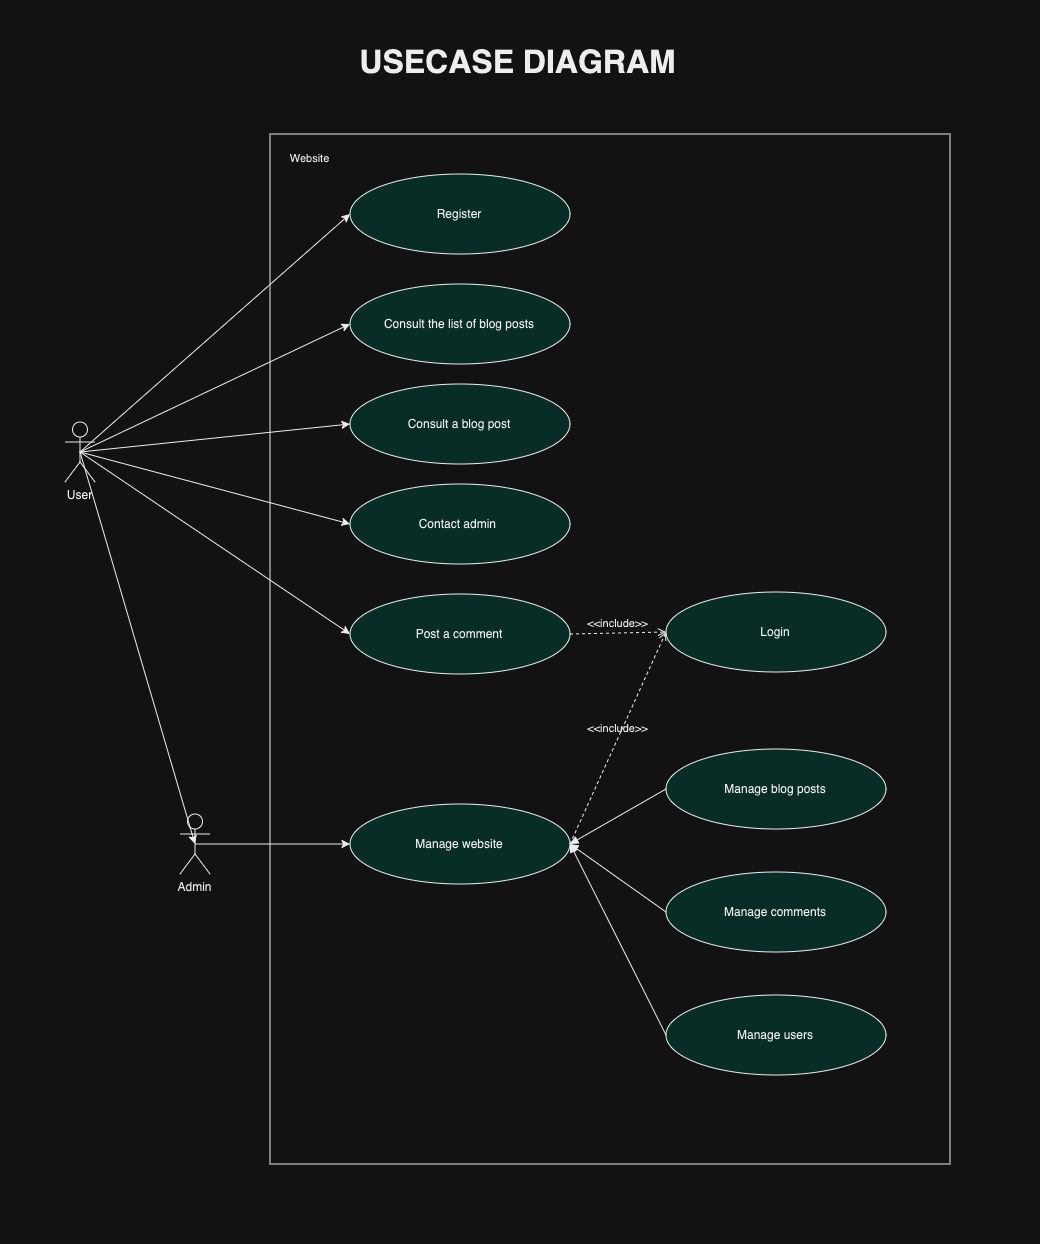 USECASE DIAGRAM
Website
Register
Consult the list of blog posts
Consult a blog post
User
Contact admin
Post a comment
<<include>>
Login
<<include>>
Manage blog posts
Manage website
Admin
Manage comments
Manage users